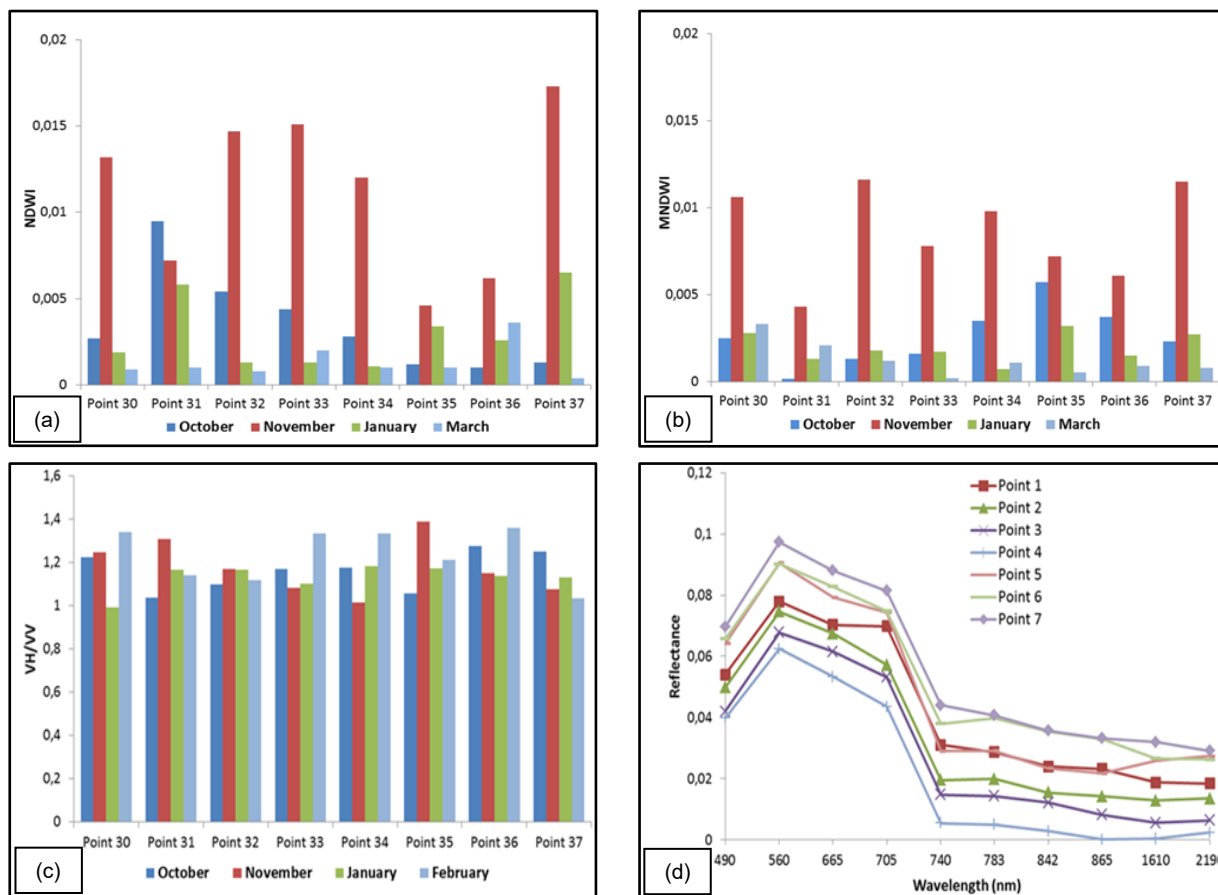 0,02
0,015
0,01
0,005
0
NDWI
Point 30 Point 31 Point 32 Point 33 Point 34 Point 35 Point 36 Point 37
October November January March
(a)
0,02
0,015
0,01
0,005
0
MNDWI
Point 30 Point 31 Point 32 Point 33 Point 34 Point 35 Point 36 Point 37
October November January March
(b)
1,6
1,4
1,2
1
0,8
0,6
0,4
0,2
0
VH/VV
Point 30 Point 31 Point 32 Point 33 Point 34 Point 35 Point 36 Point 37
October November January February
(c)
0,12
0,1
0,08
0,06
0,04
0,02
0
Reflectance
Point 1
Point 2
Point 3
Point 4
Point 5
Point 6
Point 7
490 560 665 705 740 783 842 865 1610 2190
Wavelength (nm)
(d)